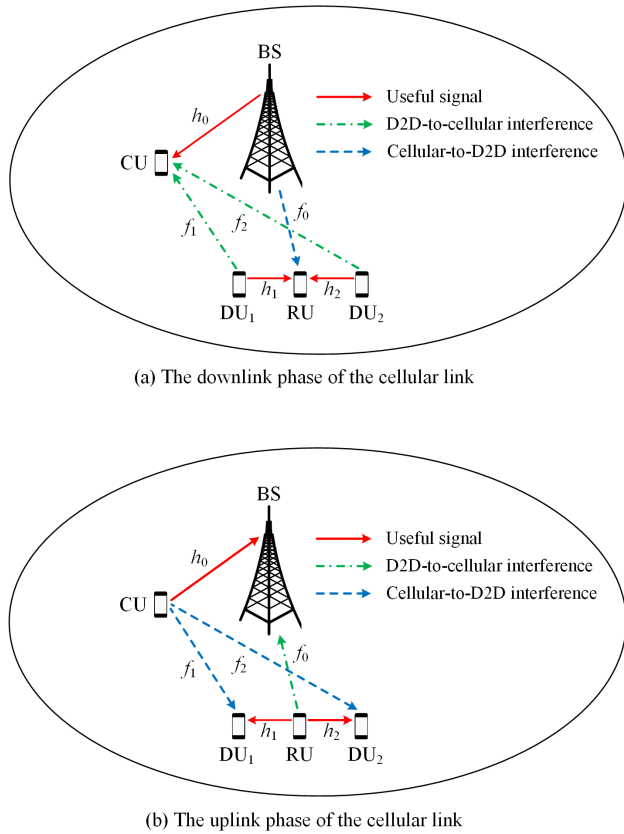 BS
h0
Useful signal
D2D-to-cellular interference
CU
Cellular-to-D2D interference
f1
f2
f0
h1
h2
DU1
RU
DU2
(a) The downlink phase of the cellular link
BS
h0
Useful signal
D2D-to-cellular interference
CU
Cellular-to-D2D interference
f1
f2
f0
h1
h2
DU1
RU
DU2
(b) The uplink phase of the cellular link